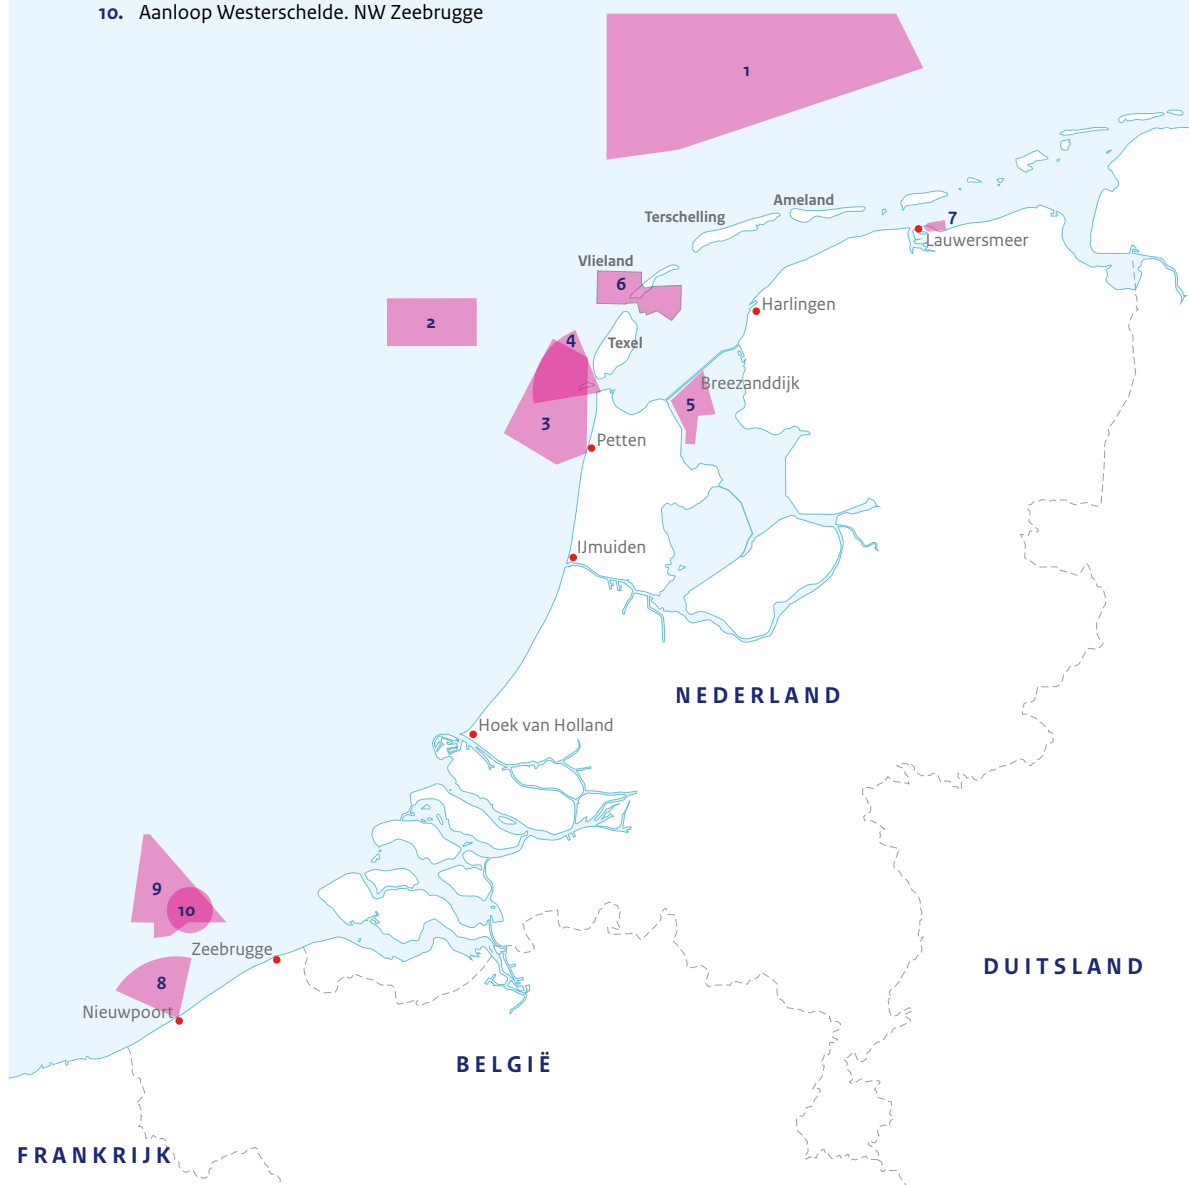 10. Aanloop Westerschelde. NW Zeebrugge
1
Ameland
Terschelling
7
Lauwersmeer
Vlieland
6
Harlingen
2
4
Texel
Breezanddijk
5
3
Petten
IJmuiden
NEDERLAND
Hoek van Holland
9
10
Zeebrugge
DUITSLAND
8
Nieuwpoort
BELGIË
FRANKRIJK